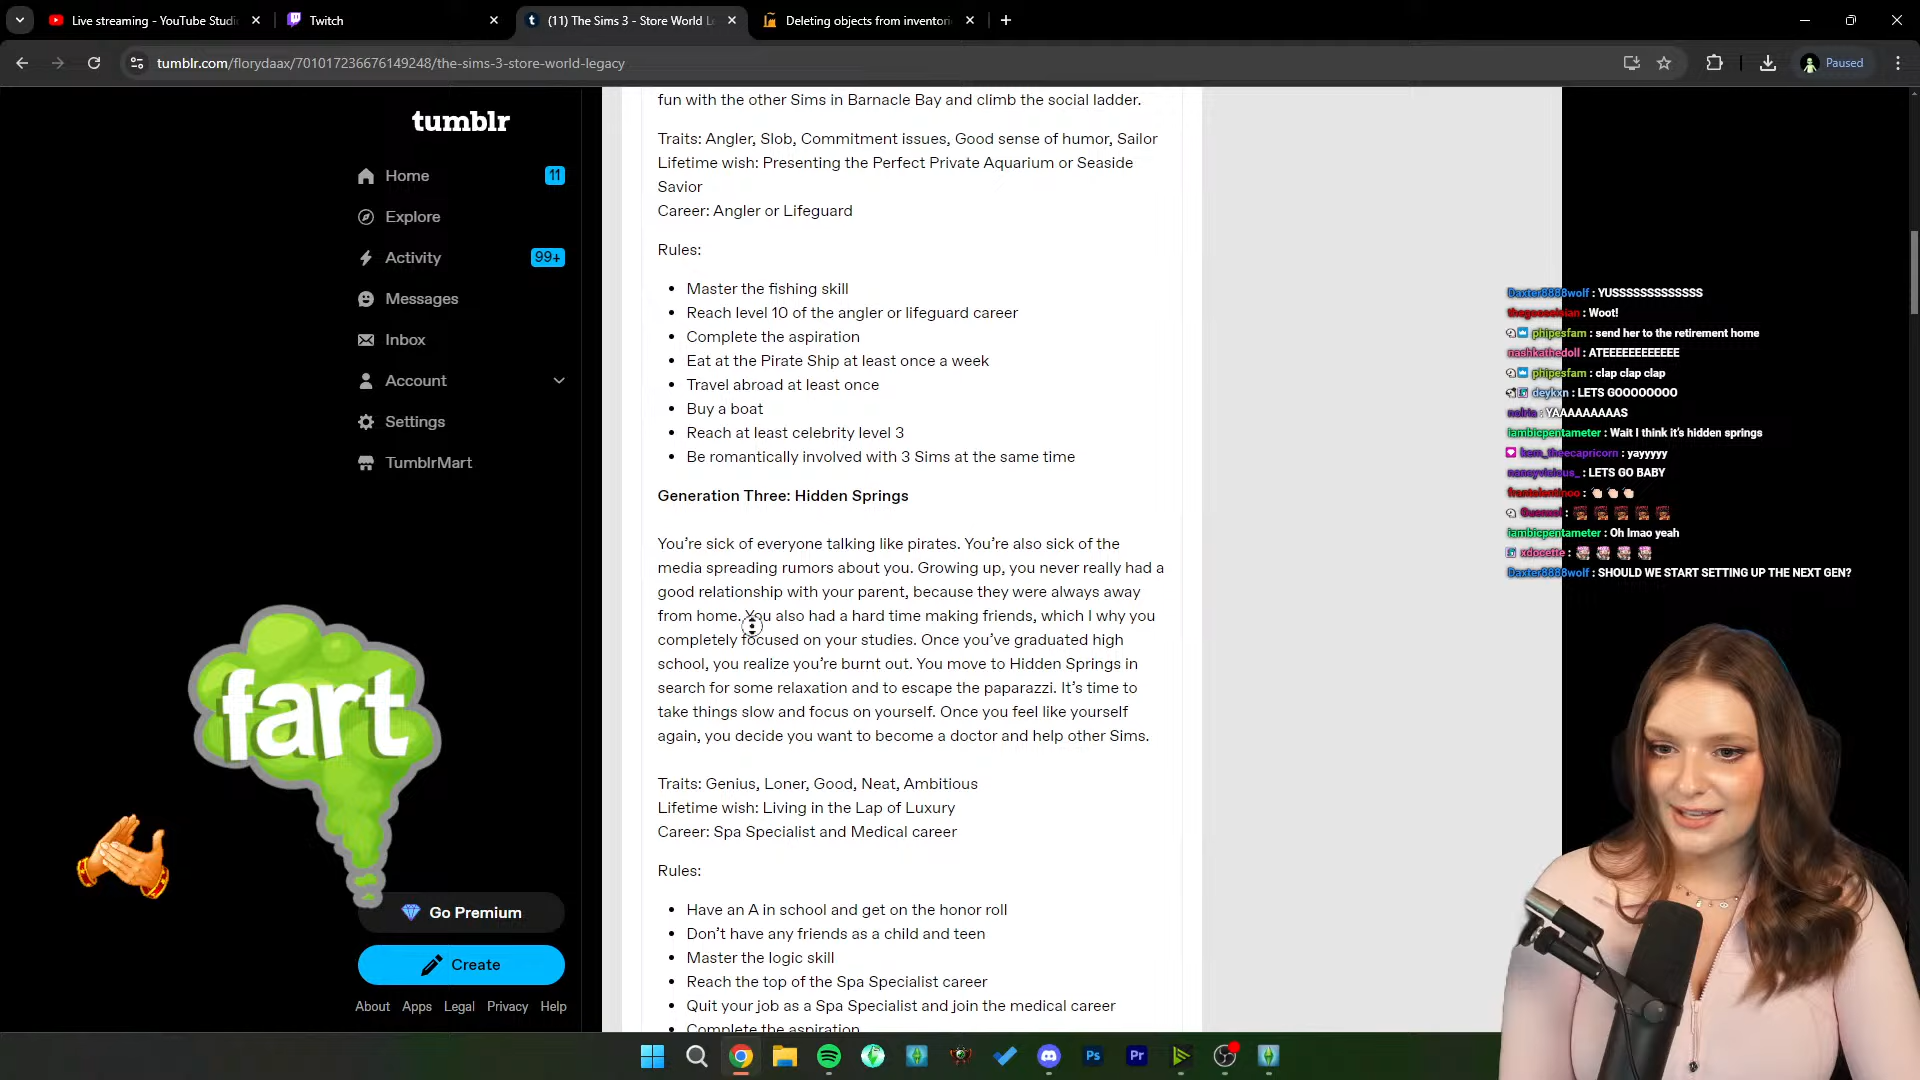 Live streaming - YouTube Studi
Twitch
(11) The Sims 3 - Store World L
Deleting objects from inventori
tumblr.com/florydaax/701017236676149248/the-sims-3-store-world-legacy
Paused
tumblr
Home
11
Explore
Activity
99+
Messages
Inbox
Account
Settings
TumblrMart
fart
Go Premium
Create
About Apps Legal Privacy Help
fun with the other Sims in Barnacle Bay and climb the social ladder.
Traits: Angler, Slob, Commitment issues, Good sense of humor, Sailor
Lifetime wish: Presenting the Perfect Private Aquarium or Seaside
Savior
Career: Angler or Lifeguard
Rules:
• Master the fishing skill
• Reach level 10 of the angler or lifeguard career
• Complete the aspiration
• Eat at the Pirate Ship at least once a week
• Travel abroad at least once
• Buy a boat
• Reach at least celebrity level 3
• Be romantically involved with 3 Sims at the same time
Generation Three: Hidden Springs
You're sick of everyone talking like pirates. You're also sick of the
media spreading rumors about you. Growing up, you never really had a
good relationship with your parent, because they were always away
from home. You also had a hard time making friends, which I why you
completely focused on your studies. Once you've graduated high
school, you realize you're burnt out. You move to Hidden Springs in
search for some relaxation and to escape the paparazzi. It's time to
take things slow and focus on yourself. Once you feel like yourself
again, you decide you want to become a doctor and help other Sims.
Traits: Genius, Loner, Good, Neat, Ambitious
Lifetime wish: Living in the Lap of Luxury
Career: Spa Specialist and Medical career
Rules:
• Have an A in school and get on the honor roll
• Don't have any friends as a child and teen
• Master the logic skill
• Reach the top of the Spa Specialist career
• Quit your job as a Spa Specialist and join the medical career
• Complete the aspiration
Daxter8888wolf : YUSSSSSSSSSSSS
: Woot!
phipesfam : send her to the retirement home
nashkathedoll : ATEEEEEEEEEEE
phipesfam : clap clap clap
deykxn : LETS GOOOOOOO
nolria : YAAAAAAAAS
iambicpentameter : Wait I think it's hidden springs
kem_theecapricorn : yayyyyy
nancyvicious_ : LETS GO BABY
iambicpentameter : Oh lmao yeah
Daxter8888wolf : SHOULD WE START SETTING UP THE NEXT GEN?
Ps
Pr